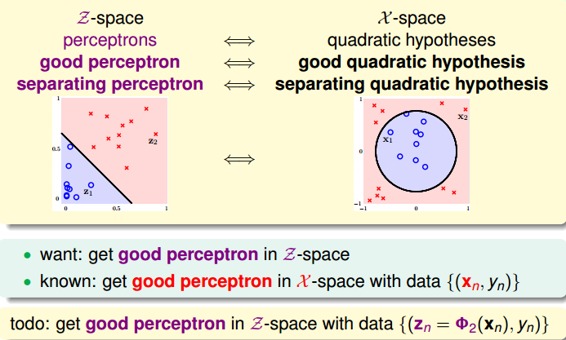 𝒵-space 𝒳-space
perceptrons ⟺ quadratic hypotheses
good perceptron ⟺ good quadratic hypothesis
separating perceptron ⟺ separating quadratic hypothesis
1 1
z₂ x₂
0.5 x₁
⟺
0
z₁
0 −1
0 0.5 1 −1 0 1
• want: get good perceptron in 𝒵-space
• known: get good perceptron in 𝒳-space with data {(xₙ, yₙ)}
todo: get good perceptron in 𝒵-space with data {(zₙ = Φ₂(xₙ), yₙ)}